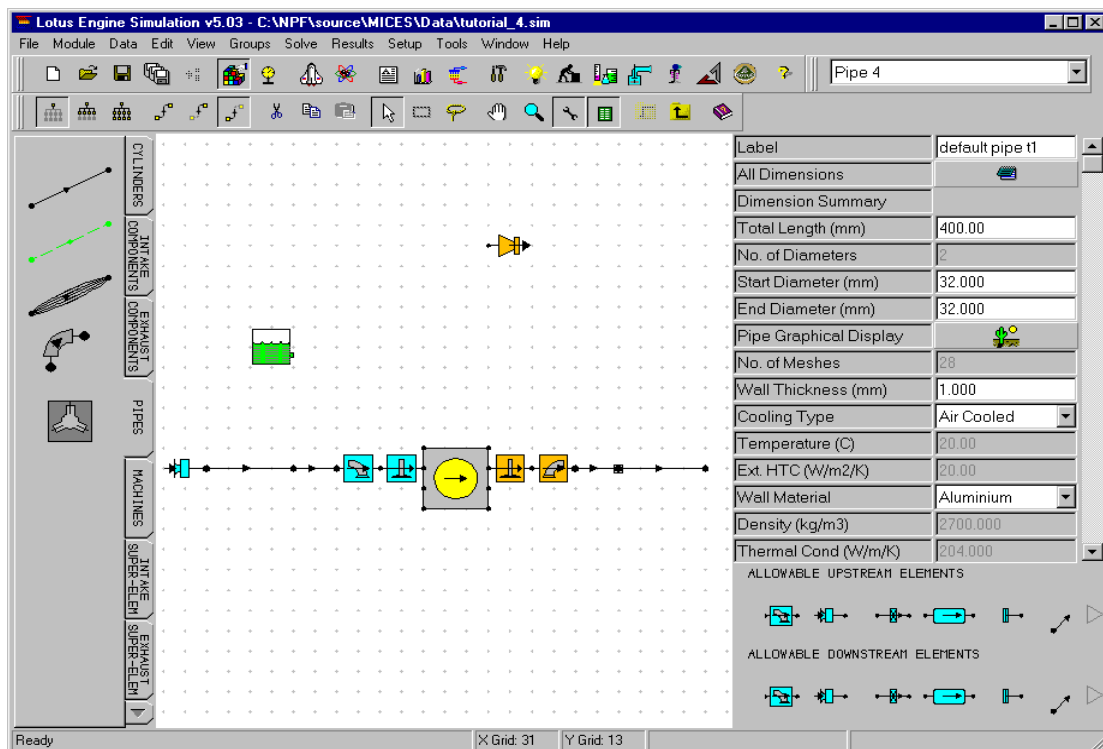 Lotus Engine Simulation v5.03 - C:\NPF\source\MICES\Data\tutorial_4.sim
File Module Data Edit View Groups Solve Results Setup Tools Window Help
Pipe 4
CYLINDERS
INTAKE COMPONENTS
EXHAUST COMPONENTS
PIPES
MACHINES
INTAKE SUPER-ELEM
EXHAUST SUPER-ELEM
Label default pipe t1
All Dimensions
Dimension Summary
Total Length (mm) 400.00
No. of Diameters 2
Start Diameter (mm) 32.000
End Diameter (mm) 32.000
Pipe Graphical Display
No. of Meshes 28
Wall Thickness (mm) 1.000
Cooling Type Air Cooled
Temperature (C) 20.00
Ext. HTC (W/m2/K) 20.00
Wall Material Aluminium
Density (kg/m3) 2700.000
Thermal Cond (W/m/K) 204.000
ALLOWABLE UPSTREAM ELEMENTS
ALLOWABLE DOWNSTREAM ELEMENTS
Ready X Grid: 31 Y Grid: 13